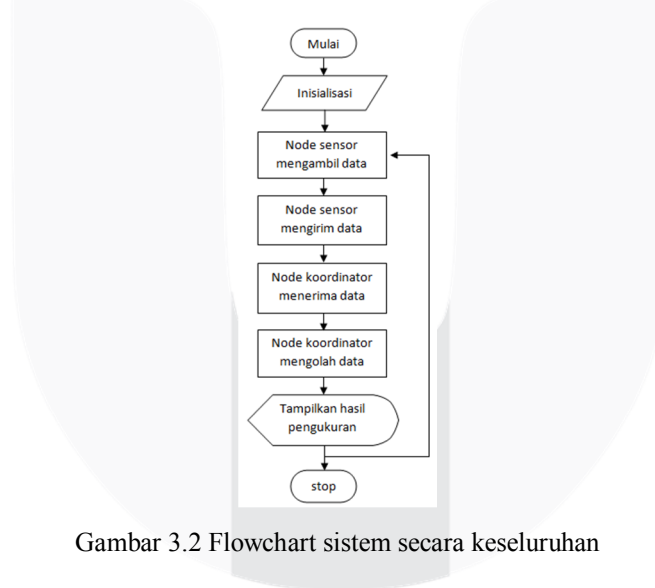 Mulai
Inisialisasi
Node sensor
mengambil data
Node sensor
mengirim data
Node koordinator
menerima data
Node koordinator
mengolah data
Tampilkan hasil
pengukuran
stop
Gambar 3.2 Flowchart sistem secara keseluruhan